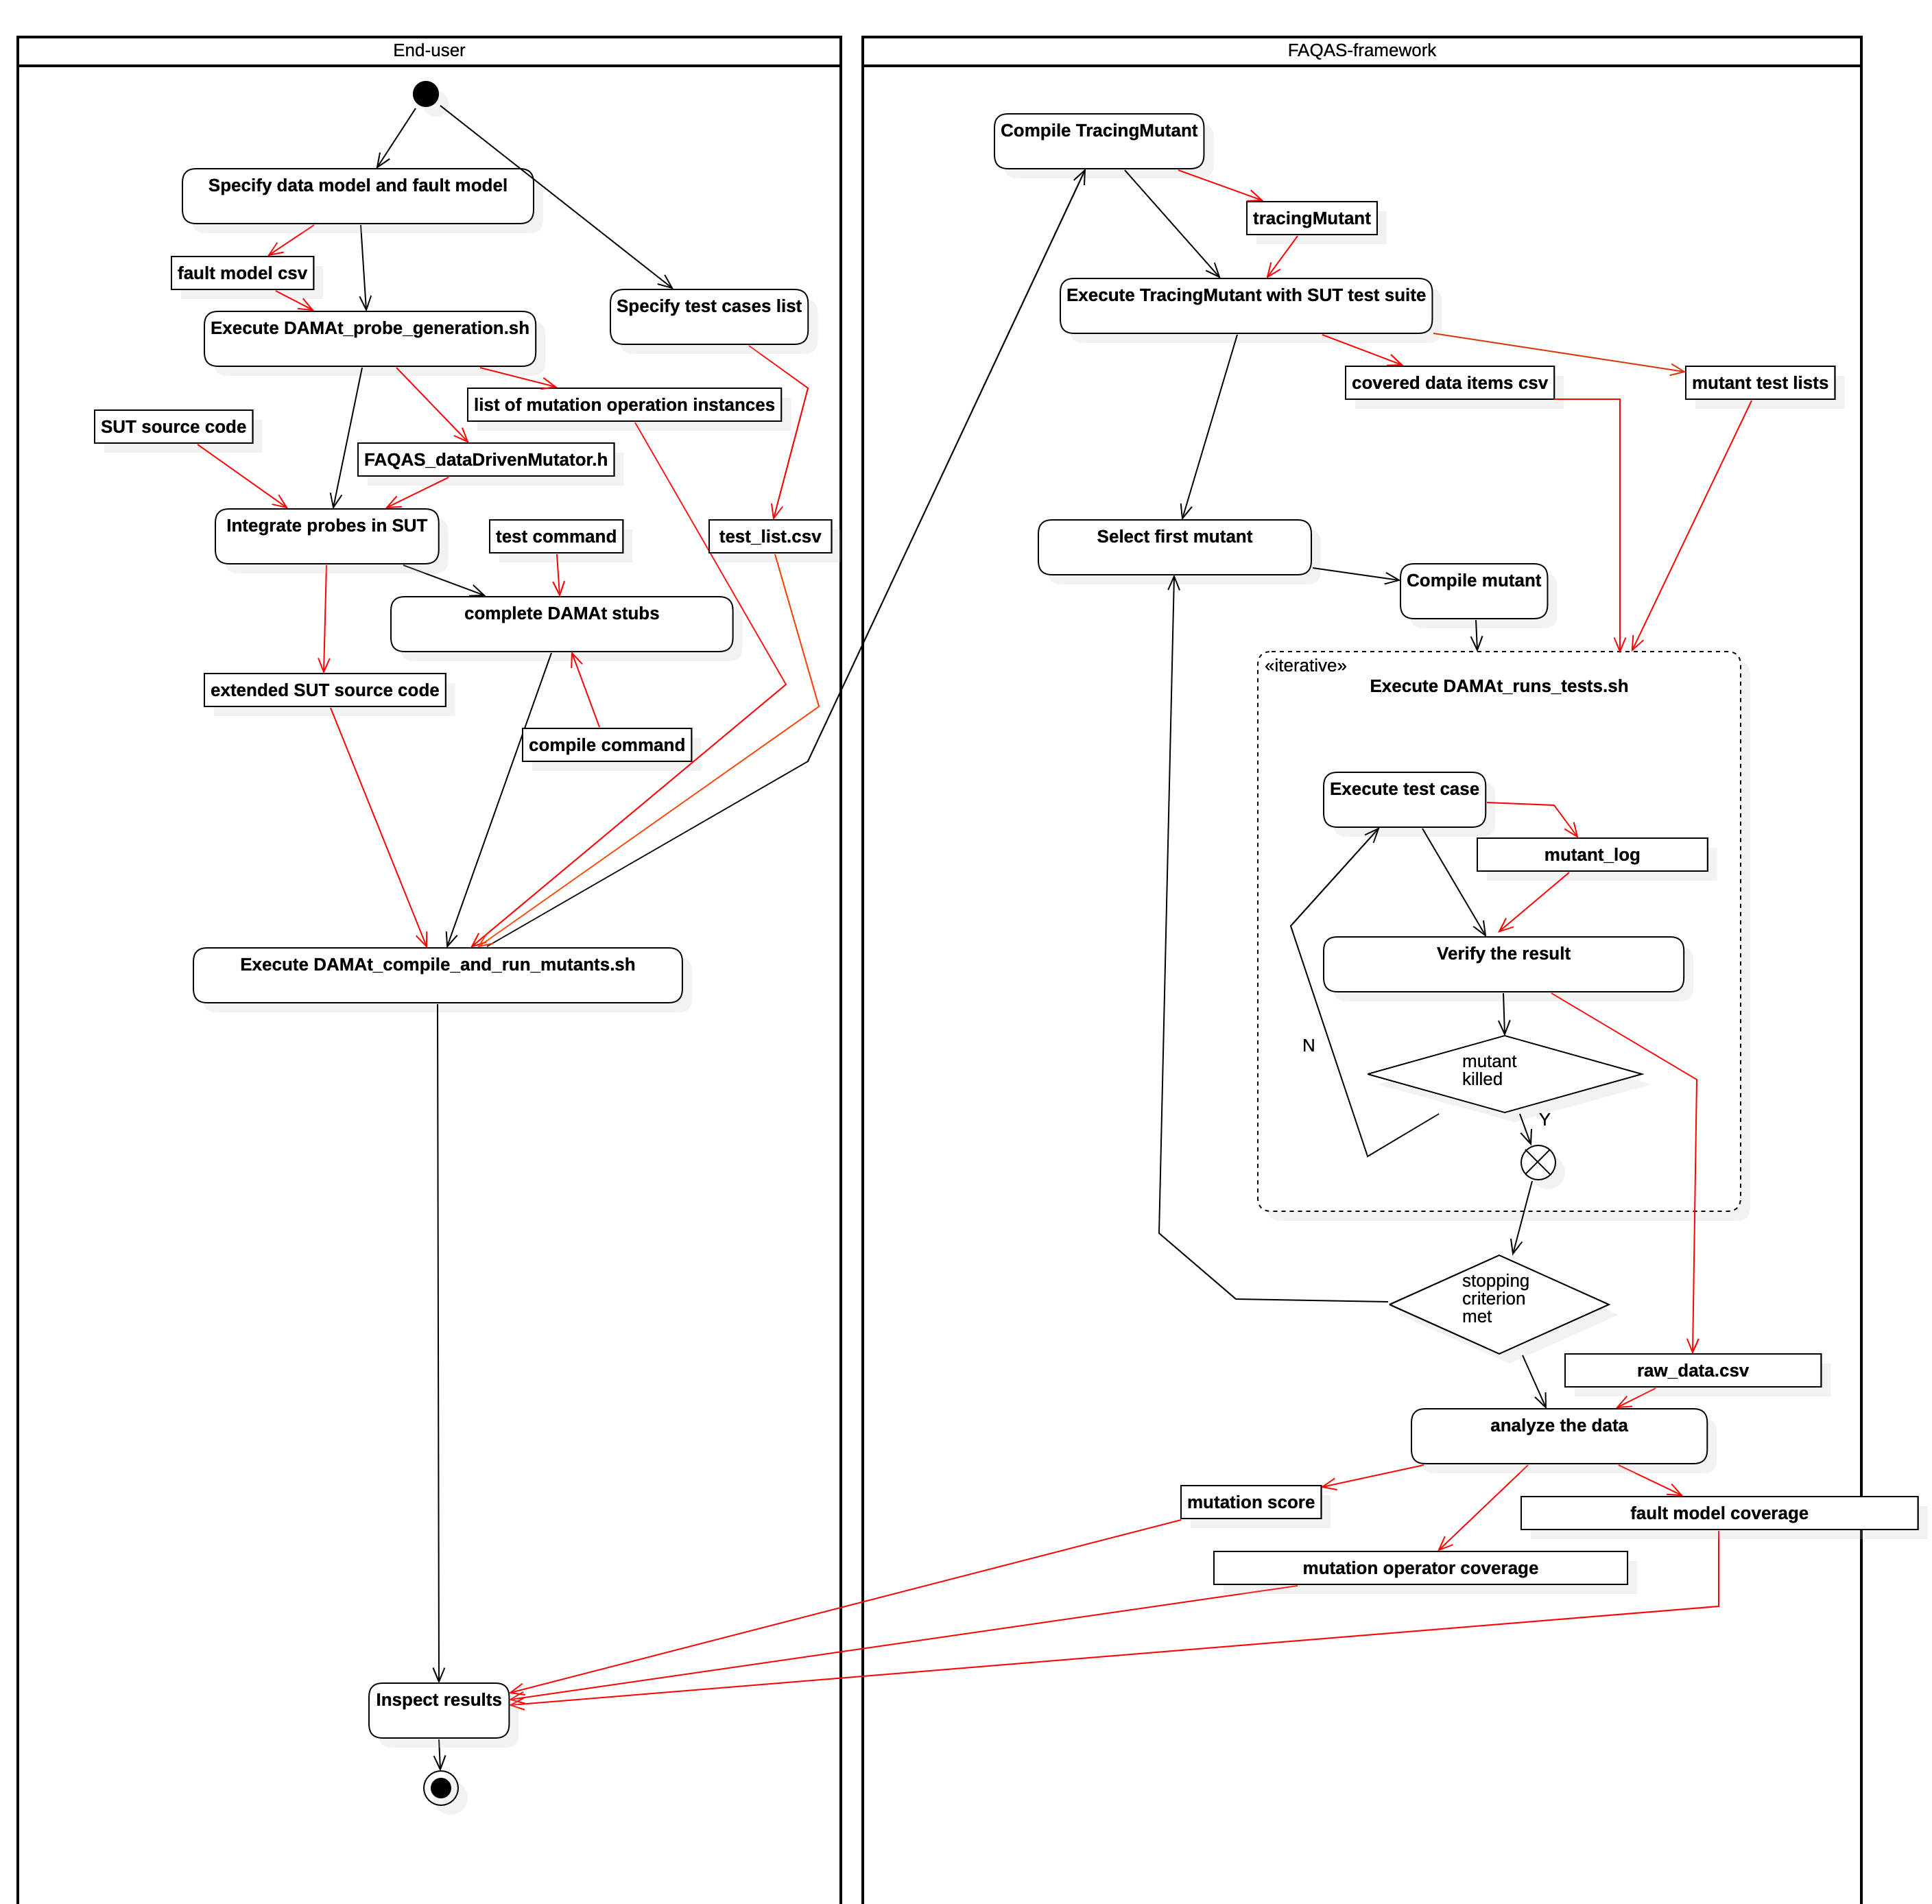 End-user
Specify data model and fault model
fault model csv
Execute DAMAt_probe_generation.sh
Specify test cases list
list of mutation operation instances
SUT source code
FAQAS_dataDrivenMutator.h
Integrate probes in SUT
test command
test_list.csv
complete DAMAt stubs
extended SUT source code
compile command
Execute DAMAt_compile_and_run_mutants.sh
Inspect results
FAQAS-framework
Compile TracingMutant
tracingMutant
Execute TracingMutant with SUT test suite
covered data items csv
mutant test lists
Select first mutant
Compile mutant
«iterative»
Execute DAMAt_runs_tests.sh
Execute test case
mutant_log
Verify the result
N
mutant
killed
Y
stopping
criterion
met
raw_data.csv
analyze the data
mutation score
fault model coverage
mutation operator coverage